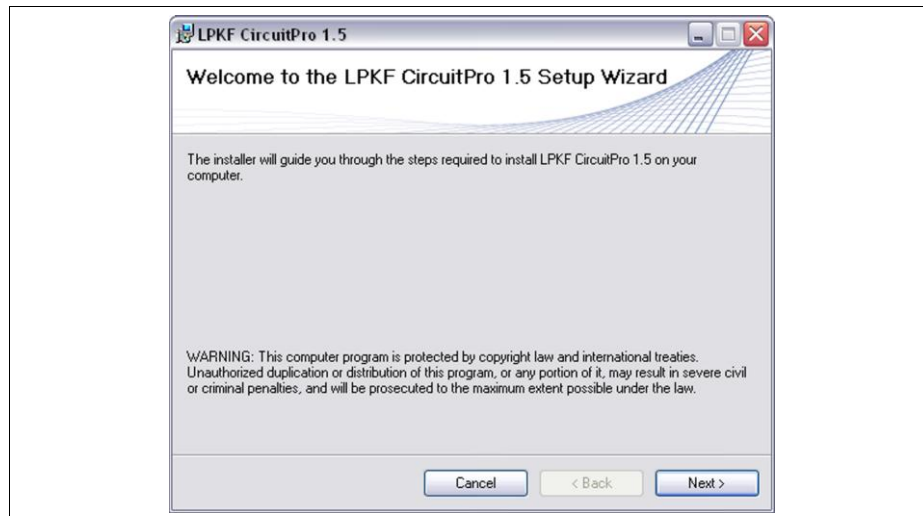 LPKF CircuitPro 1.5
Welcome to the LPKF CircuitPro 1.5 Setup Wizard
The installer will guide you through the steps required to install LPKF CircuitPro 1.5 on your
computer.
WARNING: This computer program is protected by copyright law and international treaties.
Unauthorized duplication or distribution of this program, or any portion of it, may result in severe civil
or criminal penalties, and will be prosecuted to the maximum extent possible under the law.
Cancel < Back Next >